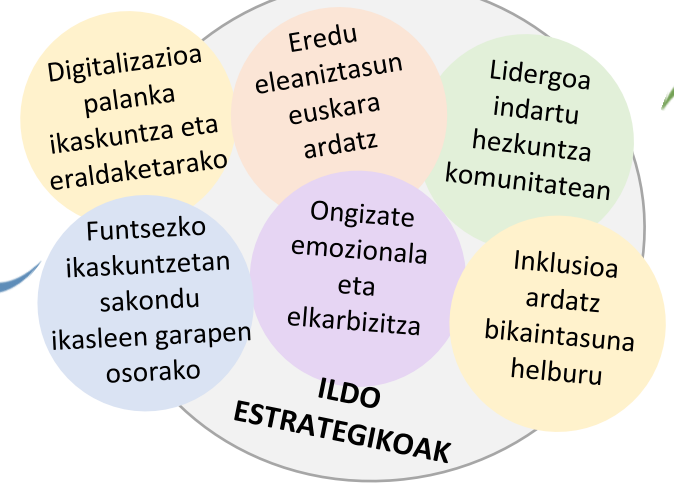 Digitalizazioa
palanka
ikaskuntza eta
eraldaketarako
Eredu
eleaniztasun
euskara
ardatz
Lidergoa
indartu
hezkuntza
komunitatean
Funtsezko
ikaskuntzetan
sakondu
ikasleen garapen
osorako
Ongizate
emozionala
eta
elkarbizitza
Inklusioa
ardatz
bikaintasuna
helburu
ILDO
ESTRATEGIKOAK